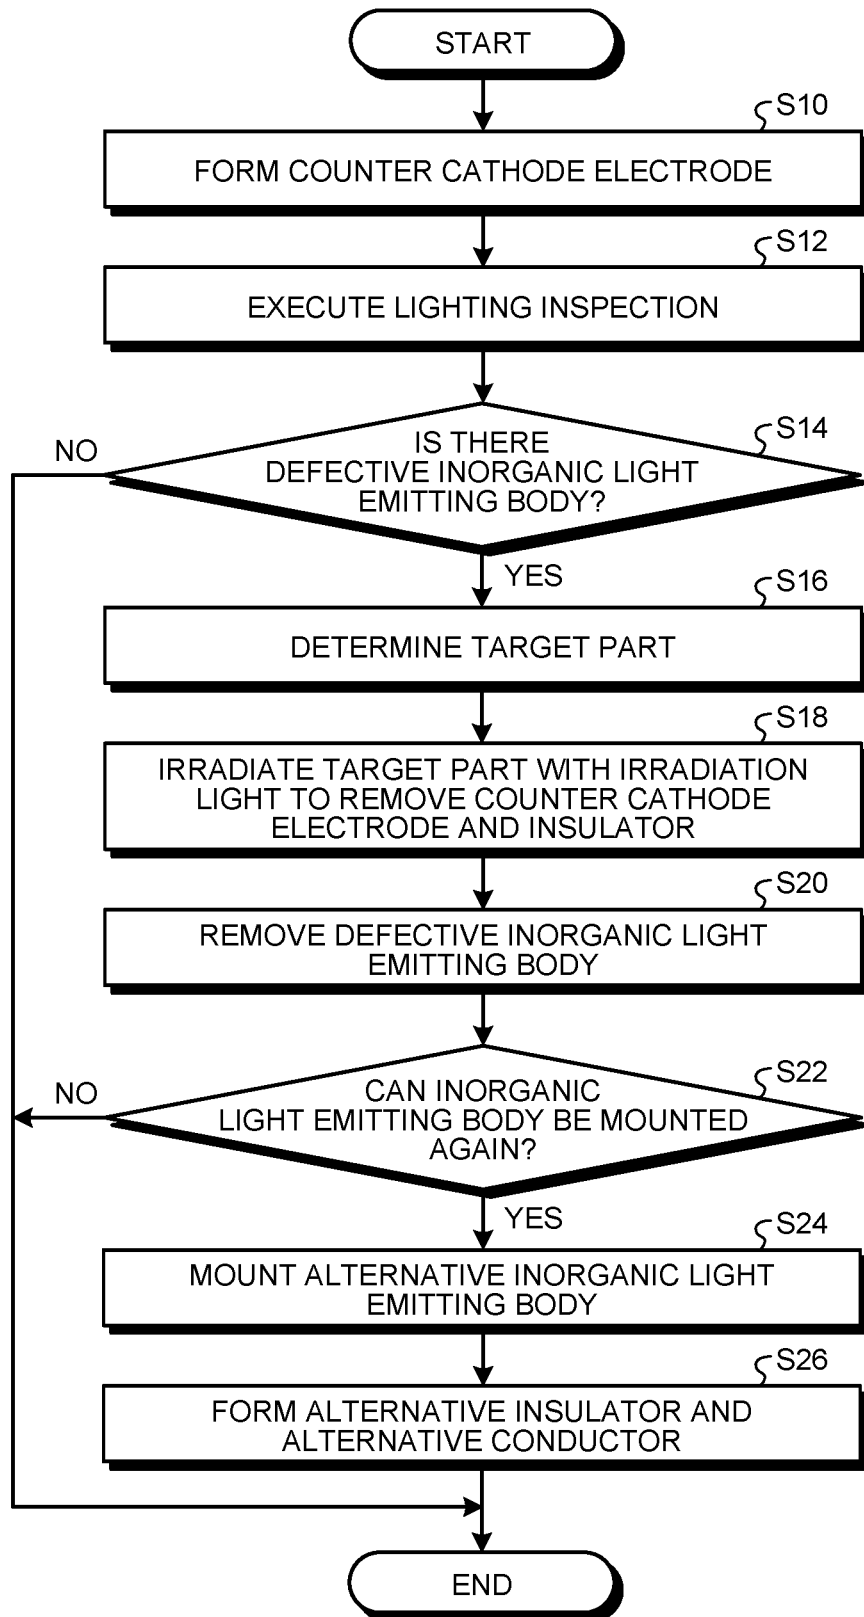 START
S10
FORM COUNTER CATHODE ELECTRODE
S12
EXECUTE LIGHTING INSPECTION
S14
NO
IS THERE
DEFECTIVE INORGANIC LIGHT
EMITTING BODY?
YES
S16
DETERMINE TARGET PART
S18
IRRADIATE TARGET PART WITH IRRADIATION
LIGHT TO REMOVE COUNTER CATHODE
ELECTRODE AND INSULATOR
S20
REMOVE DEFECTIVE INORGANIC LIGHT
EMITTING BODY
S22
NO
CAN INORGANIC
LIGHT EMITTING BODY BE MOUNTED
AGAIN?
YES
S24
MOUNT ALTERNATIVE INORGANIC LIGHT
EMITTING BODY
S26
FORM ALTERNATIVE INSULATOR AND
ALTERNATIVE CONDUCTOR
END